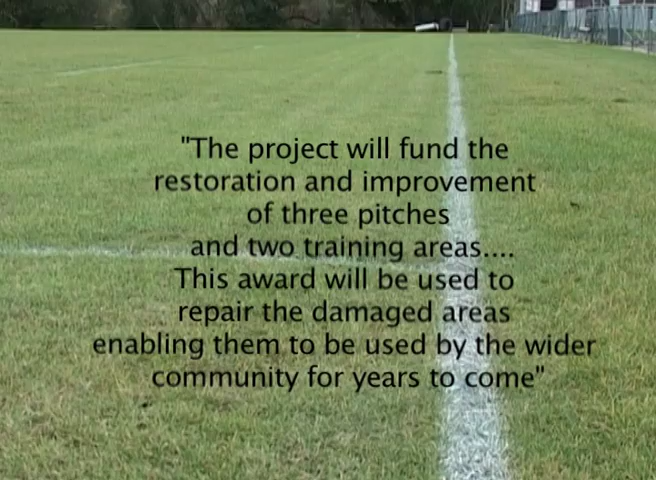 "The project will fund the
restoration and improvement
of three pitches
and two training areas....
This award will be used to
repair the damaged areas
enabling them to be used by the wider
community for years to come"